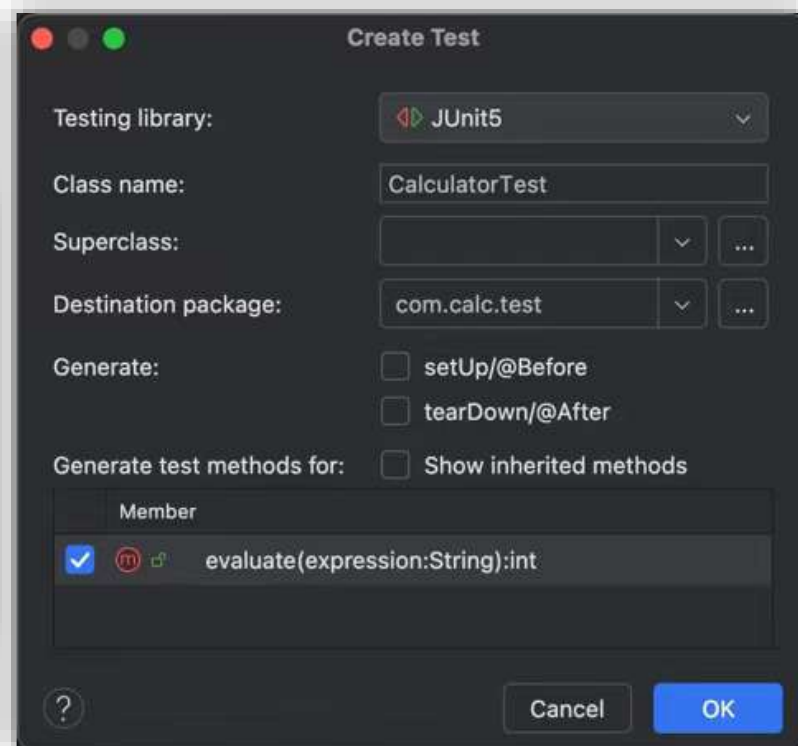 Create Test
Testing library: JUnit5
Class name: CalculatorTest
Superclass: ...
Destination package: com.calc.test ...
Generate: setUp/@Before
tearDown/@After
Generate test methods for: Show inherited methods
Member
m evaluate(expression:String):int
? Cancel OK